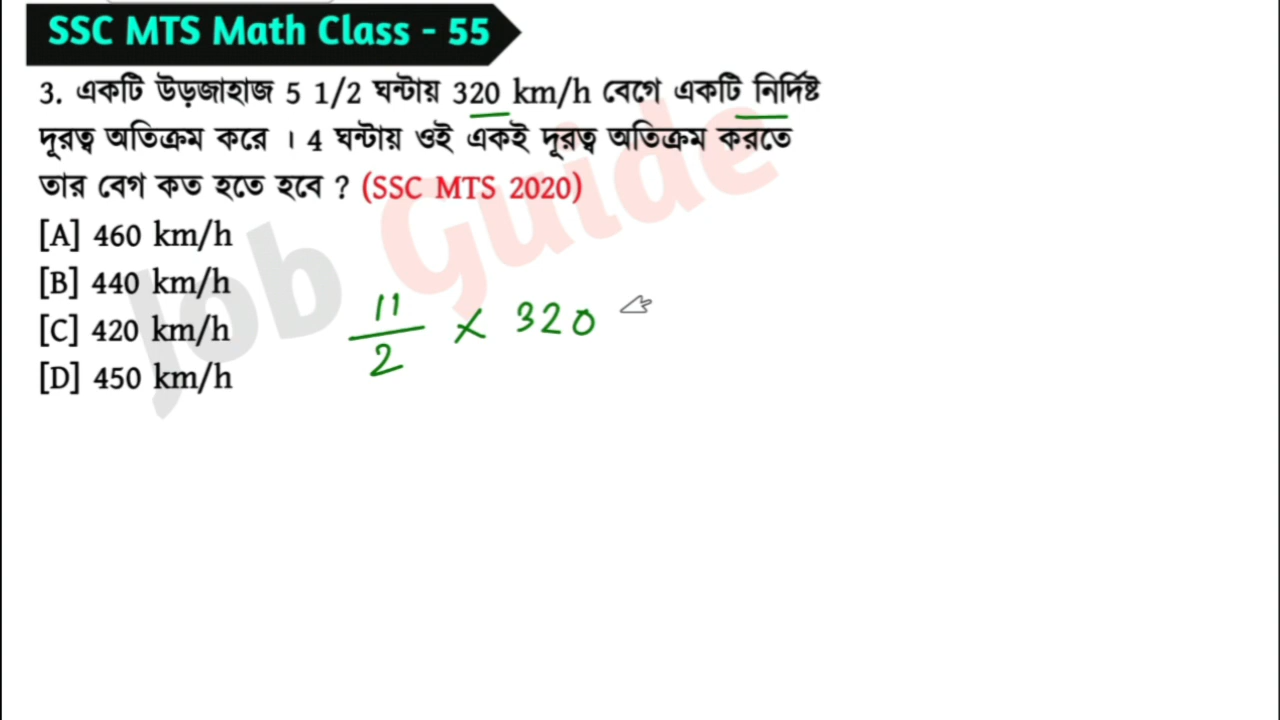 SSC MTS Math Class - 55
3. একটি উড়জাহাজ 5 1/2 ঘন্টায় 320 km/h বেগে একটি নির্দিষ্ট
দূরত্ব অতিক্রম করে । 4 ঘন্টায় ওই একই দূরত্ব অতিক্রম করতে
তার বেগ কত হতে হবে ? (SSC MTS 2020)
[A] 460 km/h
[B] 440 km/h
[C] 420 km/h
[D] 450 km/h
11/2 × 320
Job Guide